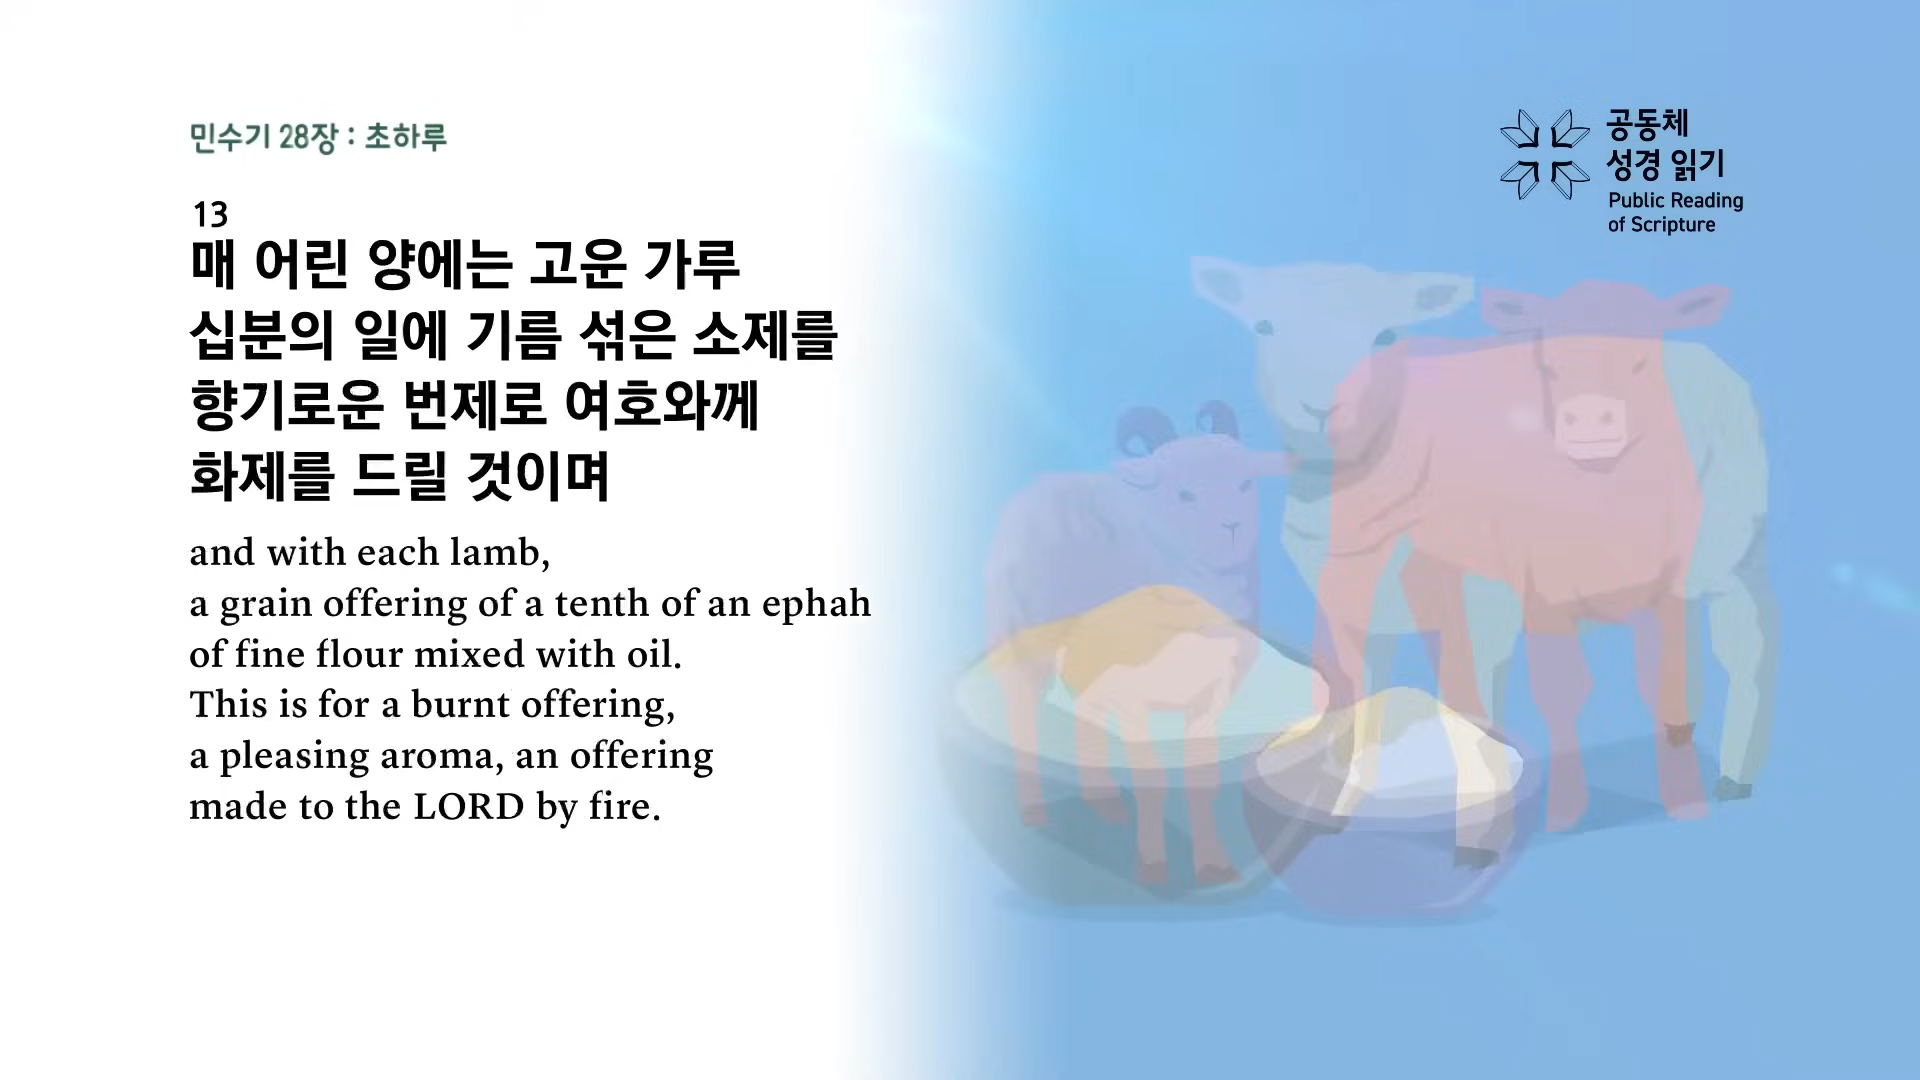 민수기 28장 : 초하루
13
매 어린 양에는 고운 가루
십분의 일에 기름 섞은 소제를
향기로운 번제로 여호와께
화제를 드릴 것이며
and with each lamb,
a grain offering of a tenth of an ephah
of fine flour mixed with oil.
This is for a burnt offering,
a pleasing aroma, an offering
made to the LORD by fire.
공동체
성경 읽기
Public Reading
of Scripture